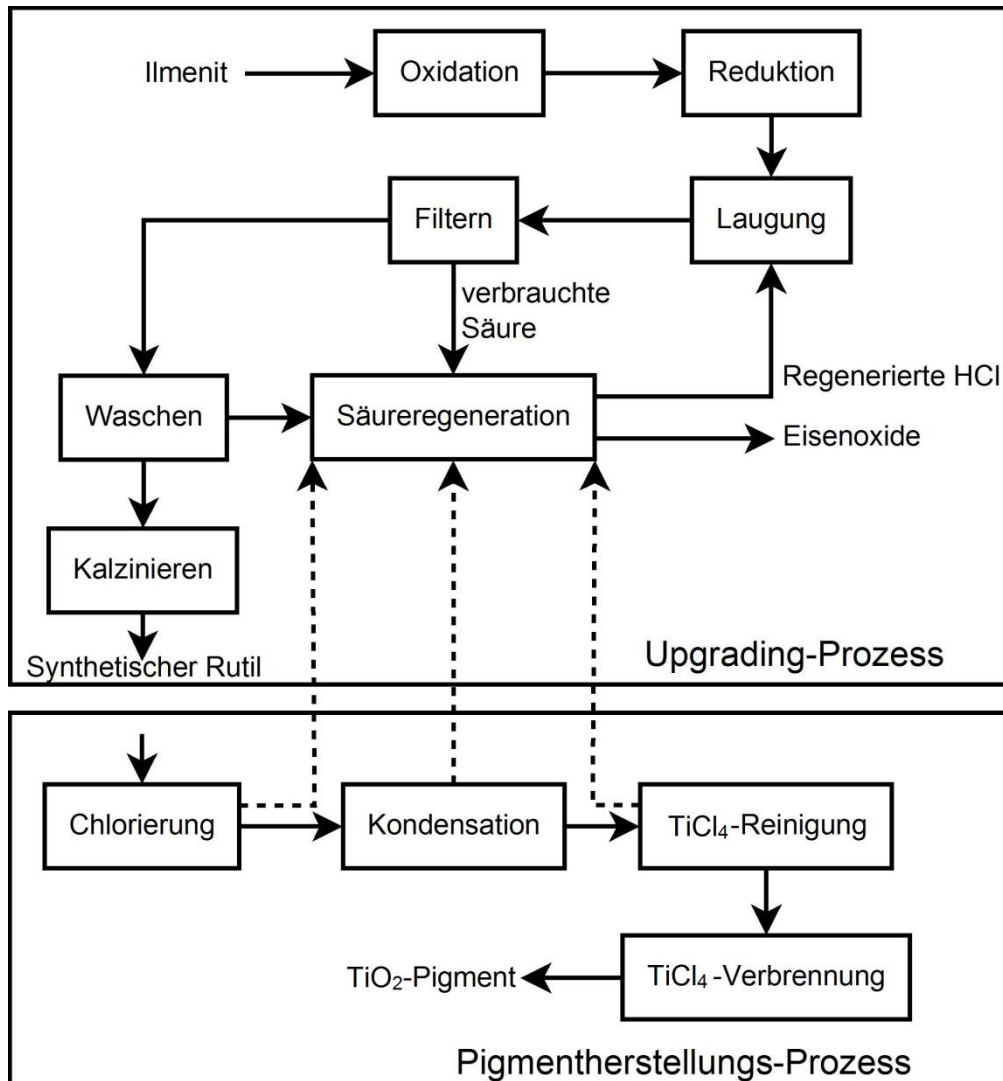 Ilmenit
Oxidation
Reduktion
Filtern
Laugung
verbrauchte
Säure
Regenerierte HCl
Waschen
Säureregeneration
Eisenoxide
Kalzinieren
Synthetischer Rutil
Upgrading-Prozess
Chlorierung
Kondensation
TiCl₄-Reinigung
TiO₂-Pigment
TiCl₄-Verbrennung
Pigmentherstellungs-Prozess